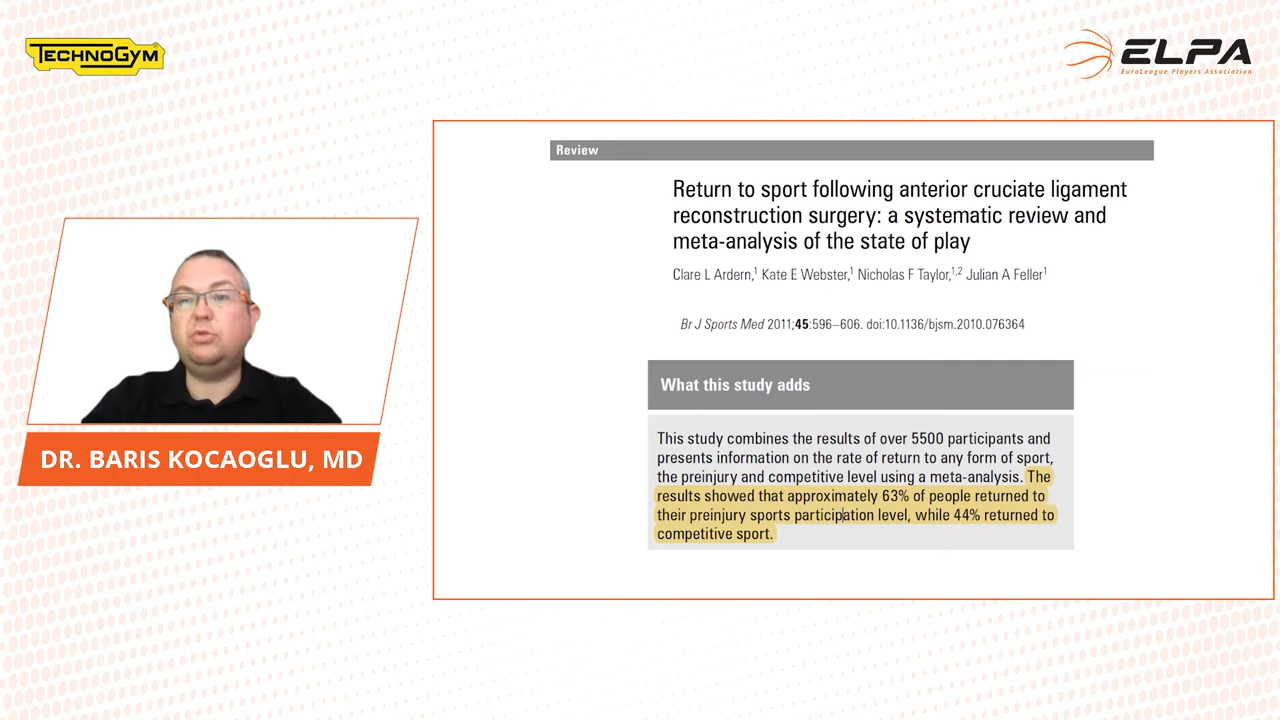 TECHNOGYM
ELPA
EuroLeague Players Association
Review
Return to sport following anterior cruciate ligament
reconstruction surgery: a systematic review and
meta-analysis of the state of play
Clare L Ardern,1 Kate E Webster,1 Nicholas F Taylor,1,2 Julian A Feller1
Br J Sports Med 2011;45:596–606. doi:10.1136/bjsm.2010.076364
What this study adds
This study combines the results of over 5500 participants and
presents information on the rate of return to any form of sport,
the preinjury and competitive level using a meta-analysis. The
results showed that approximately 63% of people returned to
their preinjury sports participation level, while 44% returned to
competitive sport.
DR. BARIS KOCAOGLU, MD